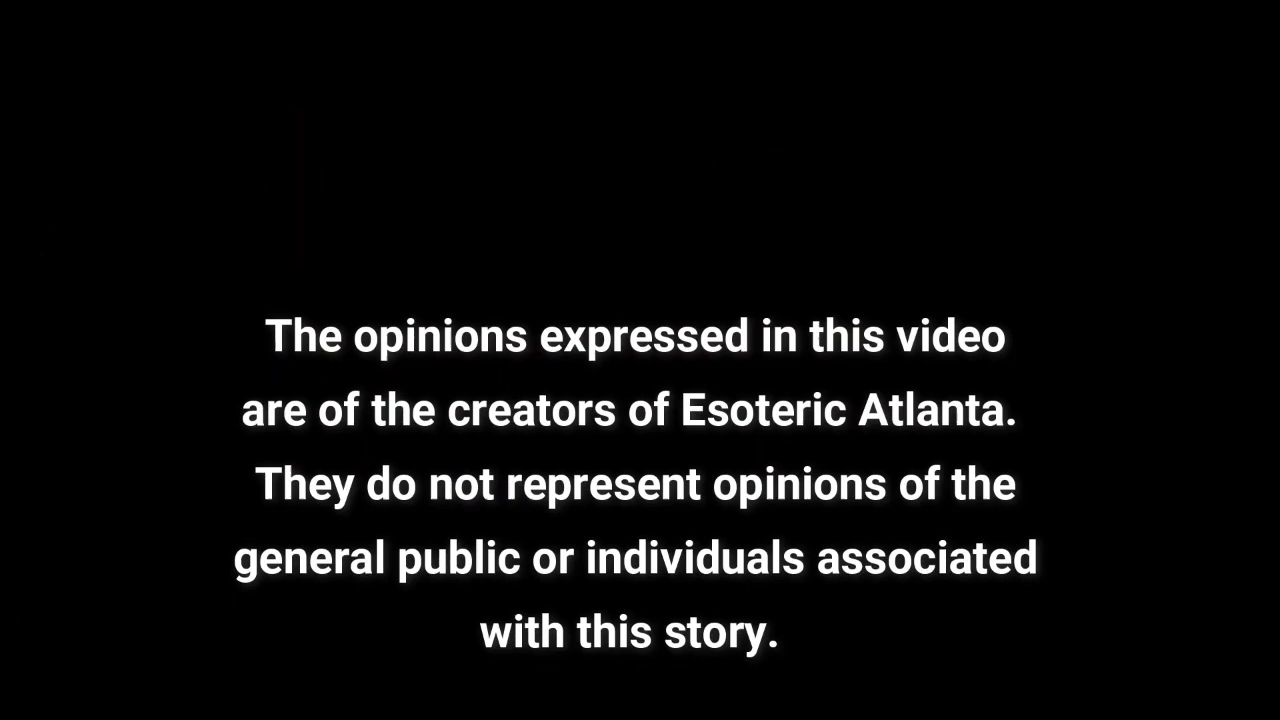 The opinions expressed in this video
are of the creators of Esoteric Atlanta.
They do not represent opinions of the
general public or individuals associated
with this story.